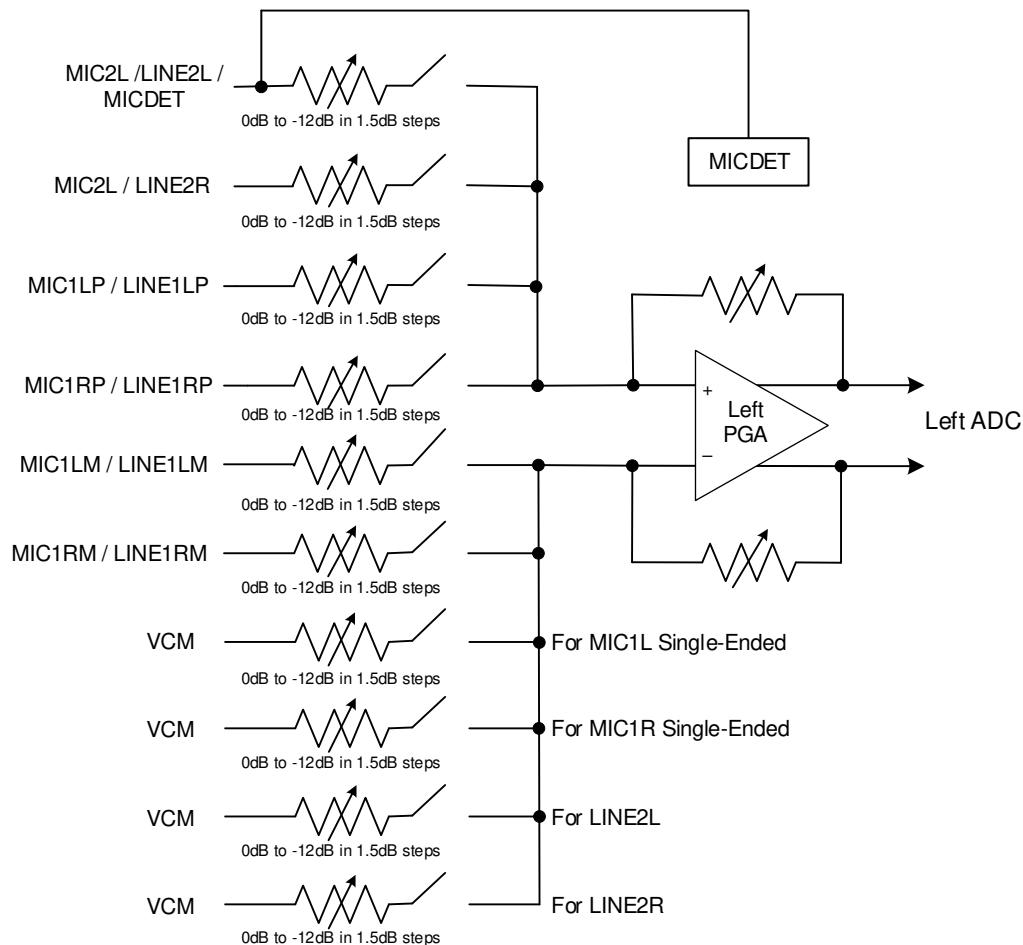 MIC2L /LINE2L /
MICDET
0dB to -12dB in 1.5dB steps
MICDET
MIC2L / LINE2R
0dB to -12dB in 1.5dB steps
MIC1LP / LINE1LP
0dB to -12dB in 1.5dB steps
MIC1RP / LINE1RP
0dB to -12dB in 1.5dB steps
+
Left
PGA
–
Left ADC
MIC1LM / LINE1LM
0dB to -12dB in 1.5dB steps
MIC1RM / LINE1RM
0dB to -12dB in 1.5dB steps
VCM
For MIC1L Single-Ended
0dB to -12dB in 1.5dB steps
VCM
For MIC1R Single-Ended
0dB to -12dB in 1.5dB steps
VCM
For LINE2L
0dB to -12dB in 1.5dB steps
VCM
For LINE2R
0dB to -12dB in 1.5dB steps